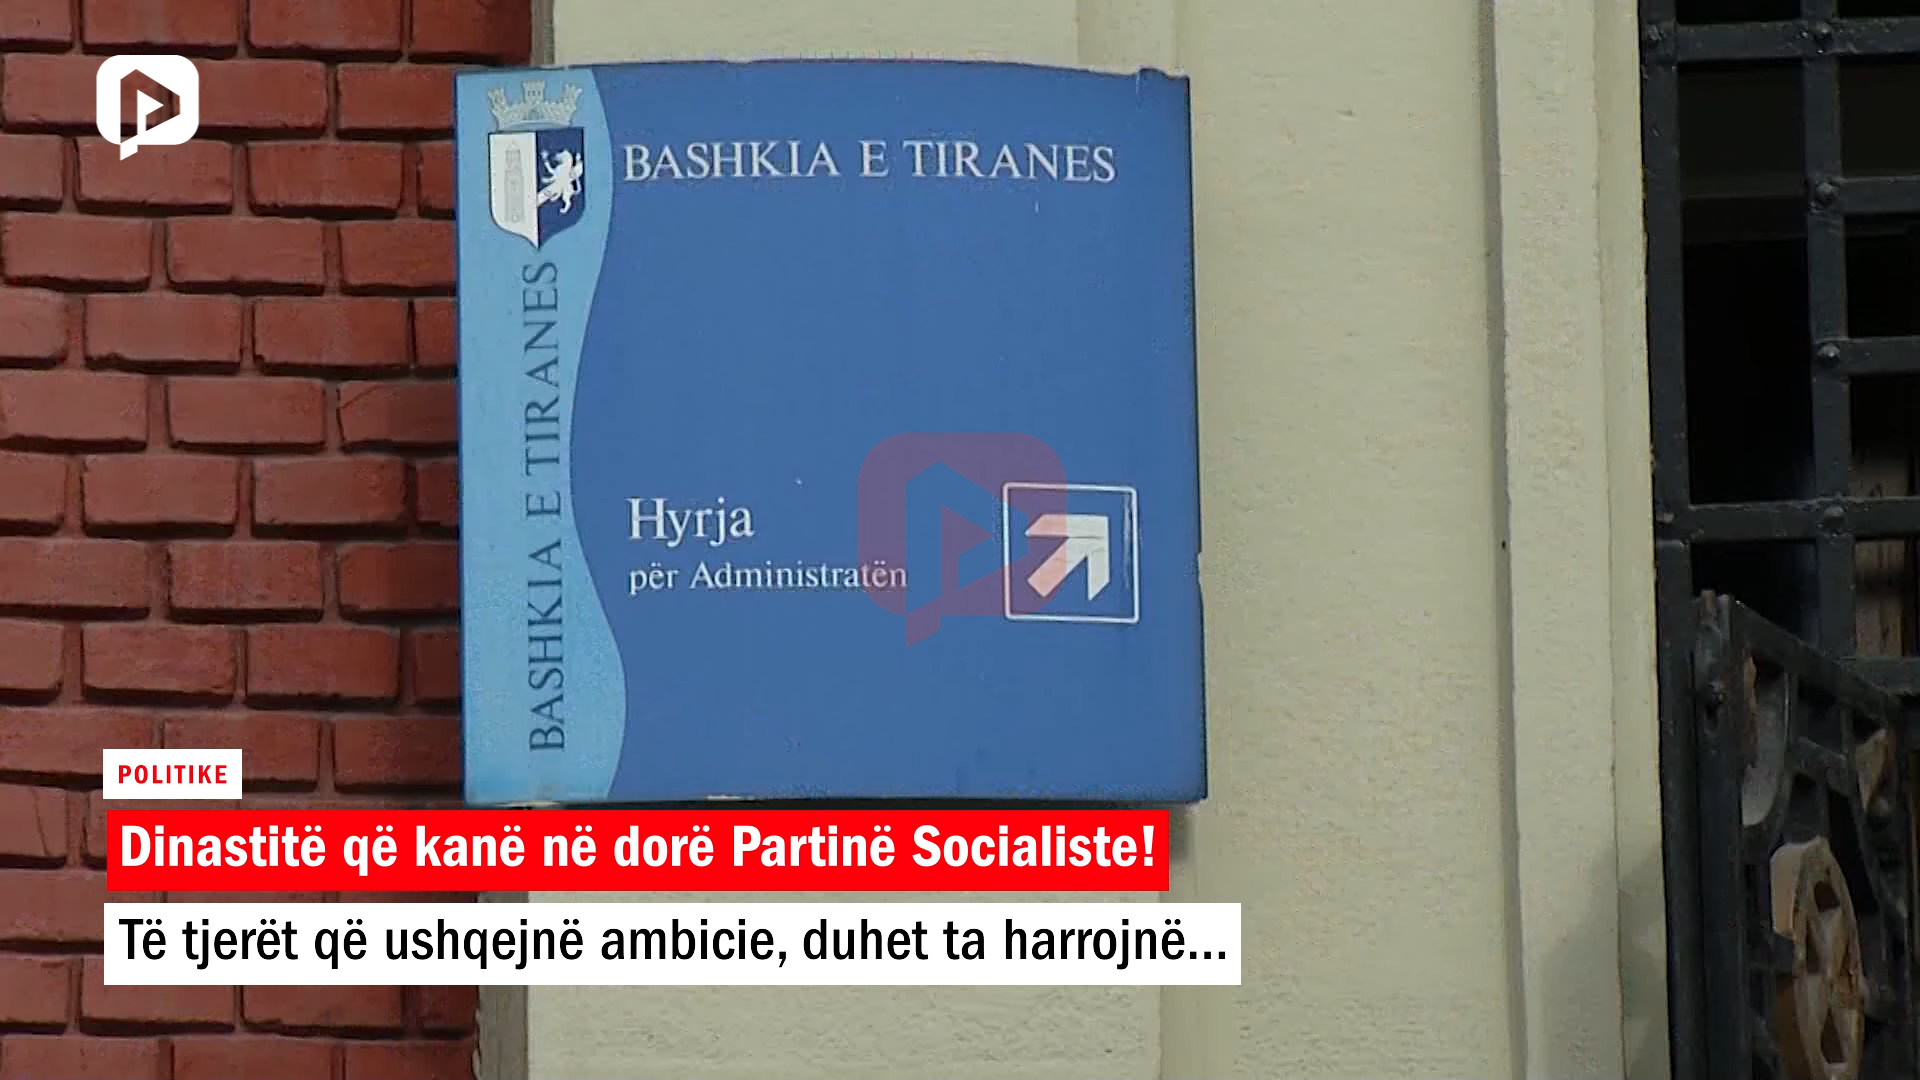 BASHKIA E TIRANES
BASHKIA E TIRANES
Hyrja
për Administratën
POLITIKE
Dinastitë që kanë në dorë Partinë Socialiste!
Të tjerët që ushqejnë ambicie, duhet ta harrojnë...